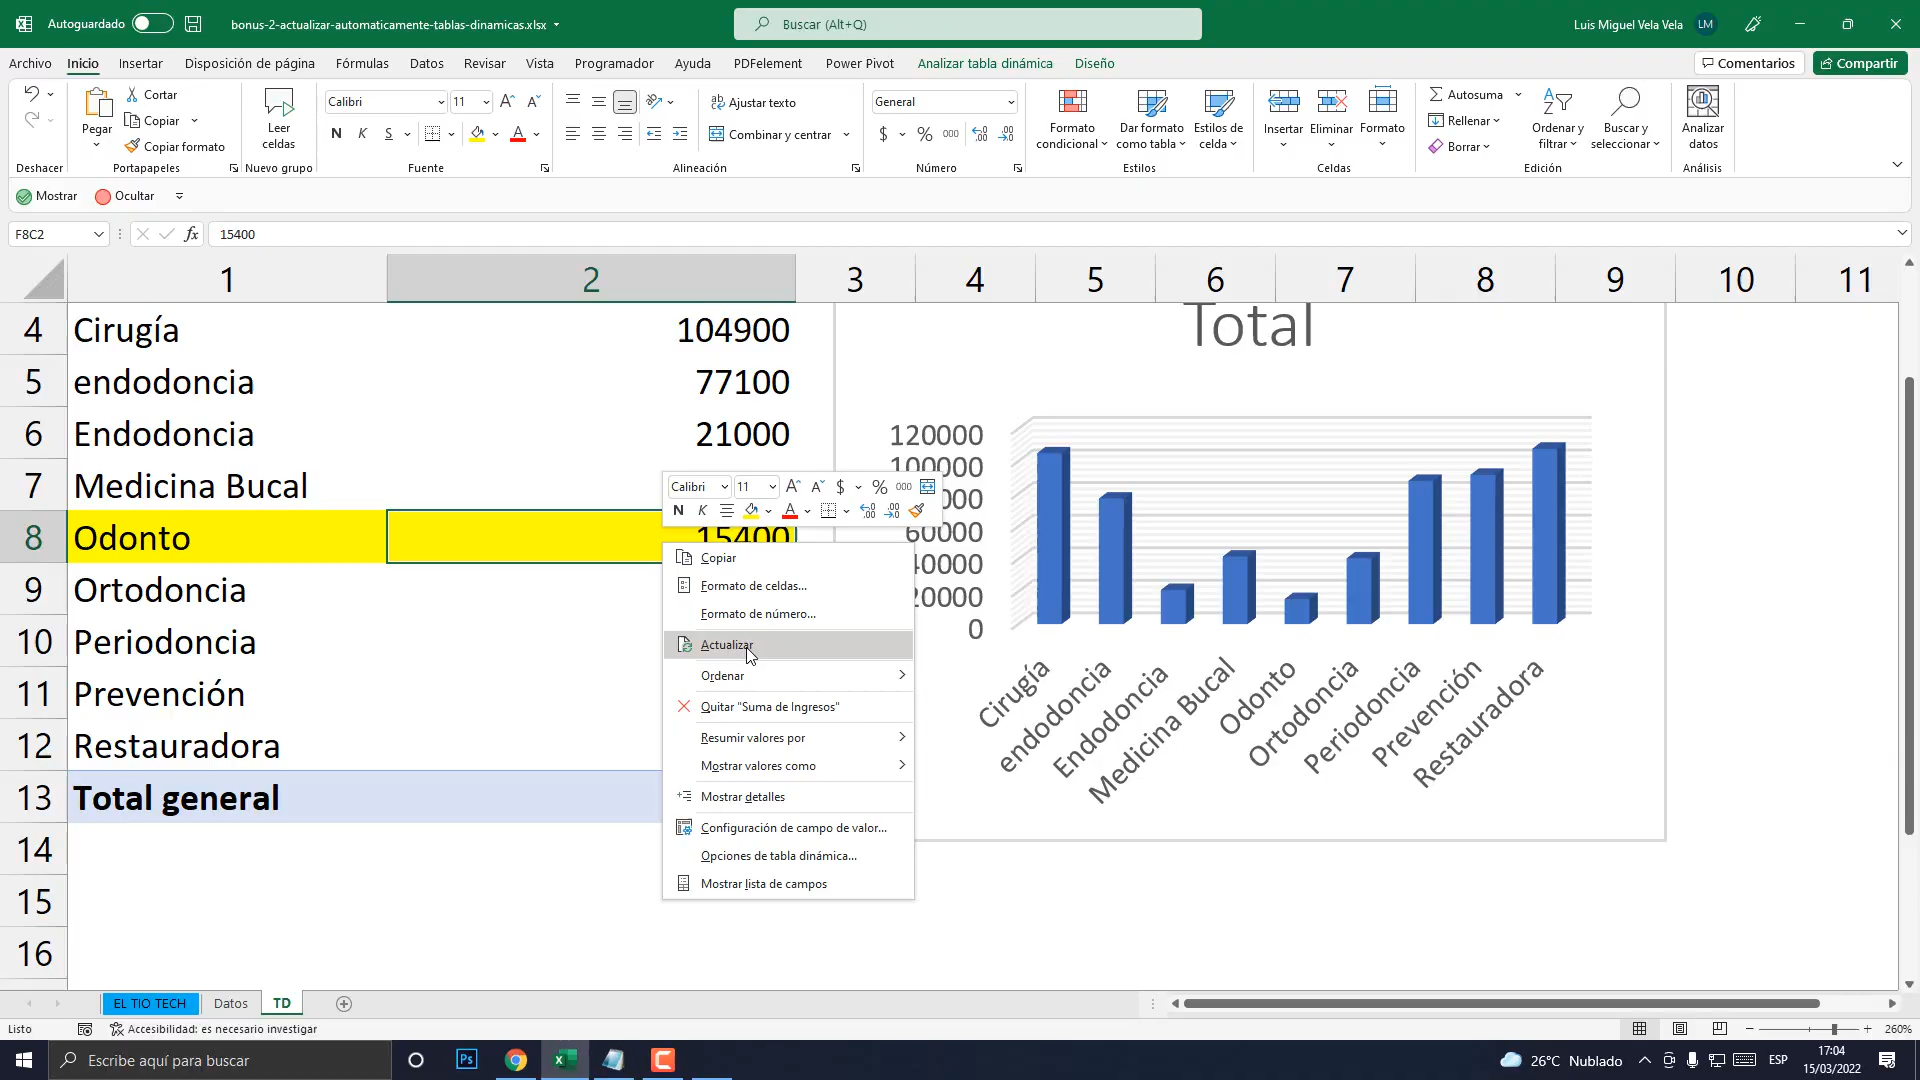 Autoguardado
bonus-2-actualizar-automaticamente-tablas-dinamicas.xlsx
Buscar (Alt+Q)
Luis Miguel Vela Vela
LM
Archivo Inicio Insertar Disposición de página Fórmulas Datos Revisar Vista Programador Ayuda PDFelement Power Pivot Analizar tabla dinámica Diseño
Comentarios
Compartir
Deshacer
Pegar
Cortar
Copiar
Copiar formato
Portapapeles
Leer celdas
Nuevo grupo
Calibri 11
N K S
Fuente
Ajustar texto
Combinar y centrar
Alineación
General
$ % 000
Número
Formato condicional
Dar formato como tabla
Estilos de celda
Estilos
Insertar
Eliminar
Formato
Celdas
Autosuma
Rellenar
Borrar
Ordenar y filtrar
Buscar y seleccionar
Edición
Analizar datos
Análisis
Mostrar
Ocultar
F8C2
fx
15400
1 2 3 4 5 6 7 8 9 10 11
4 Cirugía 104900
5 endodoncia 77100
6 Endodoncia 21000
7 Medicina Bucal
8 Odonto 15400
9 Ortodoncia
10 Periodoncia
11 Prevención
12 Restauradora
13 Total general
14
15
16
Calibri 11 $ % 000
N K
Copiar
Formato de celdas...
Formato de número...
Actualizar
Ordenar
Quitar "Suma de Ingresos"
Resumir valores por
Mostrar valores como
Mostrar detalles
Configuración de campo de valor...
Opciones de tabla dinámica...
Mostrar lista de campos
Total
120000
100000
60000
40000
20000
0
Cirugía
endodoncia
Endodoncia
Medicina Bucal
Odonto
Ortodoncia
Periodoncia
Prevención
Restauradora
EL TIO TECH
Datos
TD
Listo
Accesibilidad: es necesario investigar
260%
Escribe aquí para buscar
Ps
26°C Nublado
ESP
17:04
15/03/2022